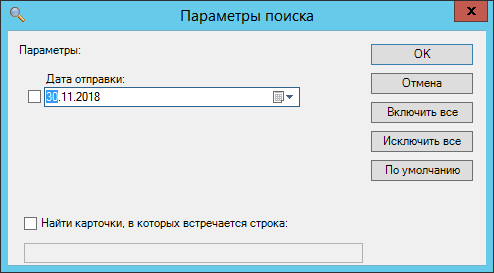 Параметры поиска
Параметры:
Дата отправки:
30.11.2018
Найти карточки, в которых встречается строка:
ОК
Отмена
Включить все
Исключить все
По умолчанию